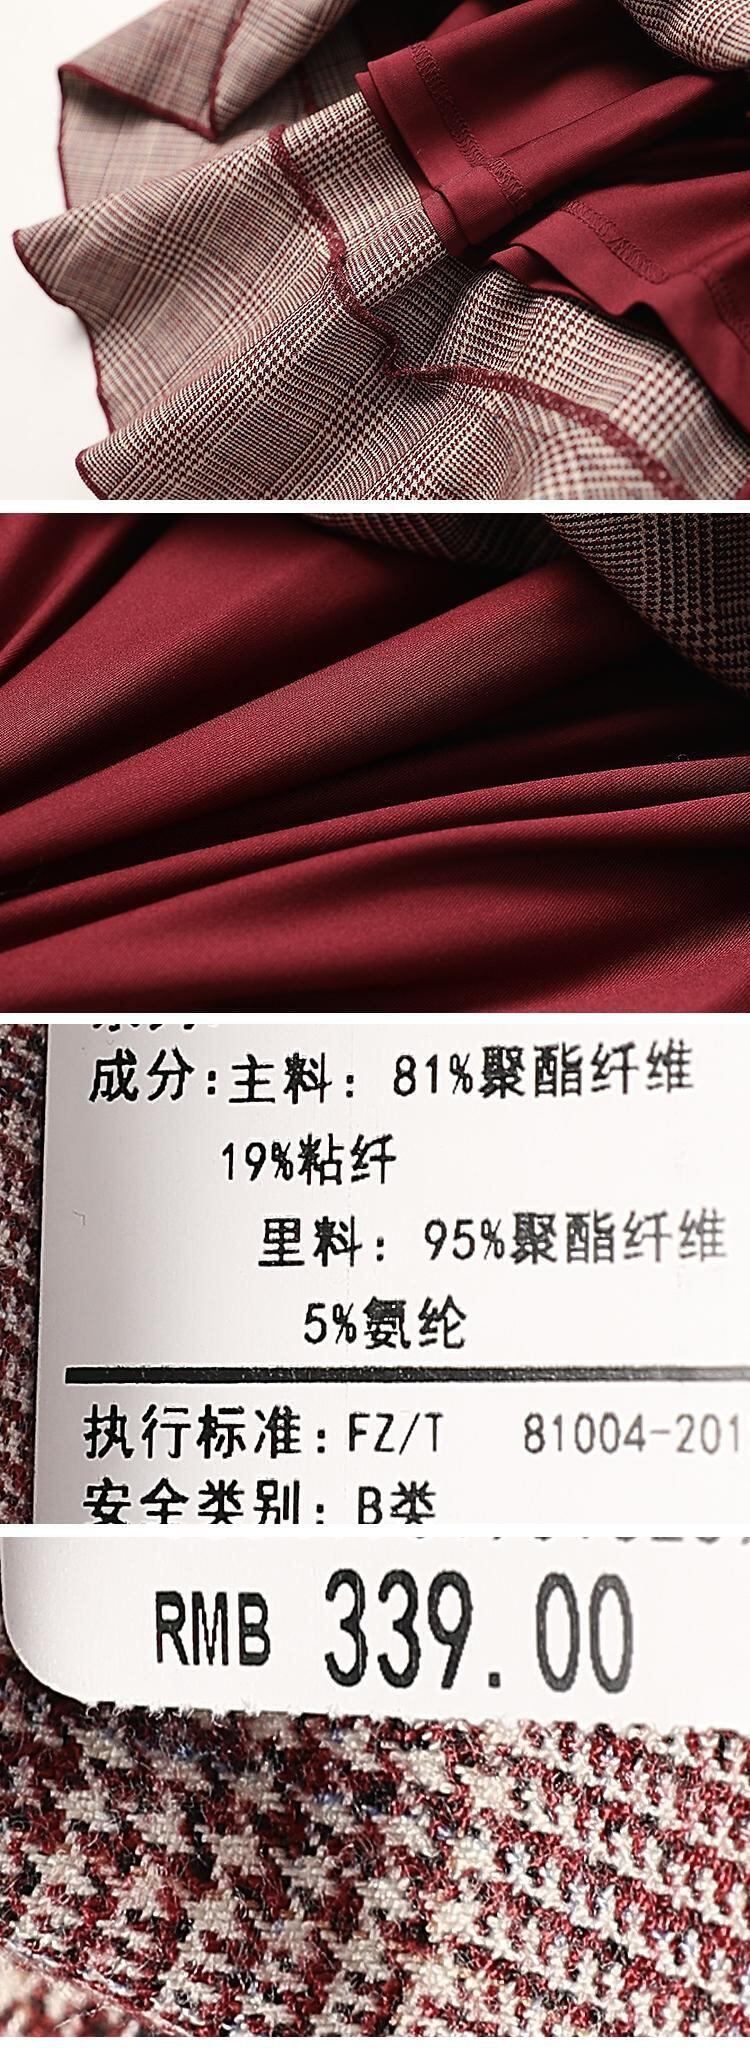 成分:主料: 81%聚酯纤维
19%粘纤
里料: 95%聚酯纤维
5%氨纶
执行标准:FZ/T 81004-201
安全类别: B类
RMB 339.00